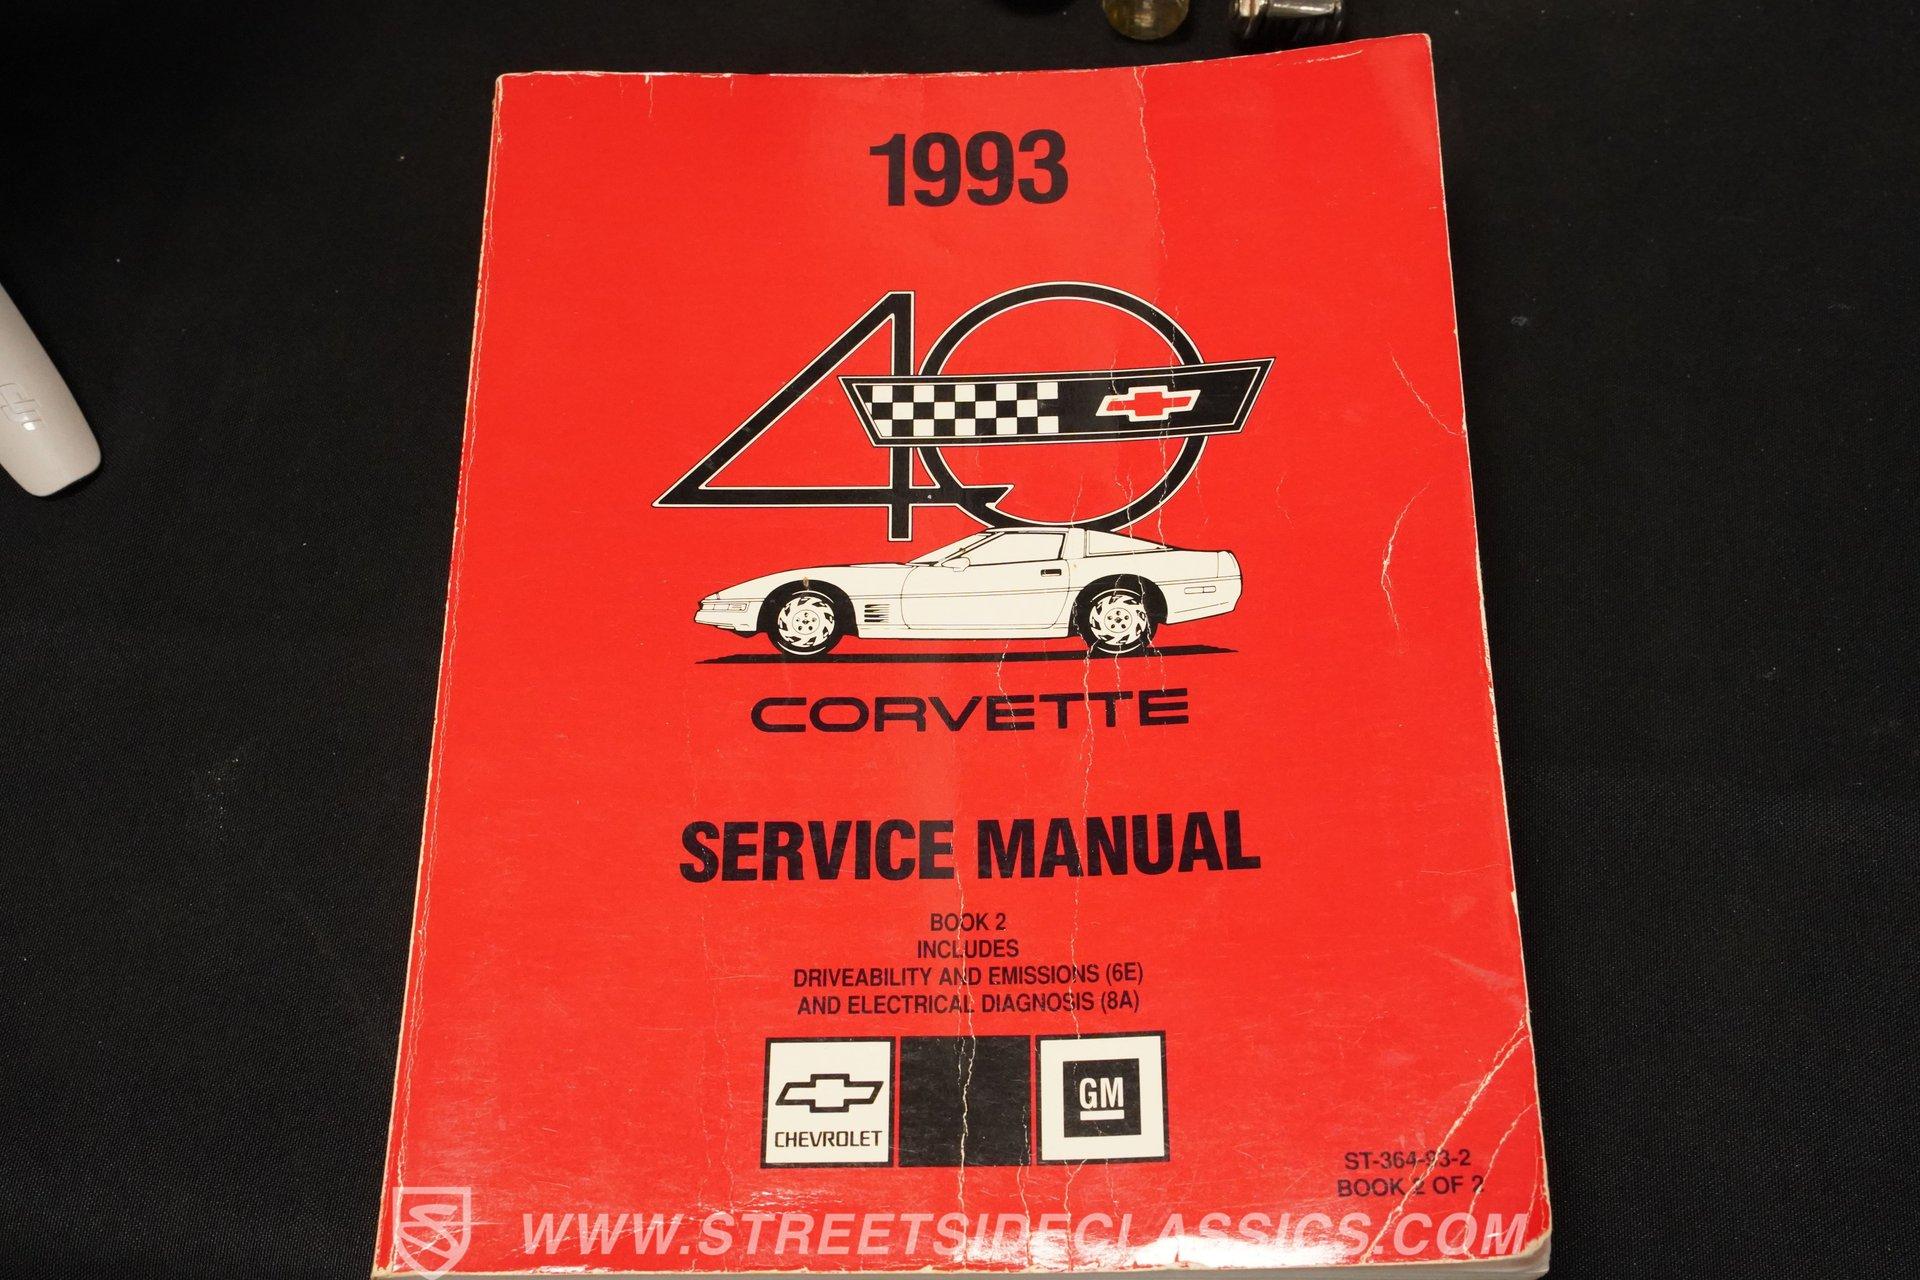 1993
40
CORVETTE
SERVICE MANUAL
BOOK 2
INCLUDES
DRIVEABILITY AND EMISSIONS (6E)
AND ELECTRICAL DIAGNOSIS (8A)
CHEVROLET
GM
ST-364-93-2
BOOK 2 OF 2
WWW.STREETSIDECLASSICS.COM
dji